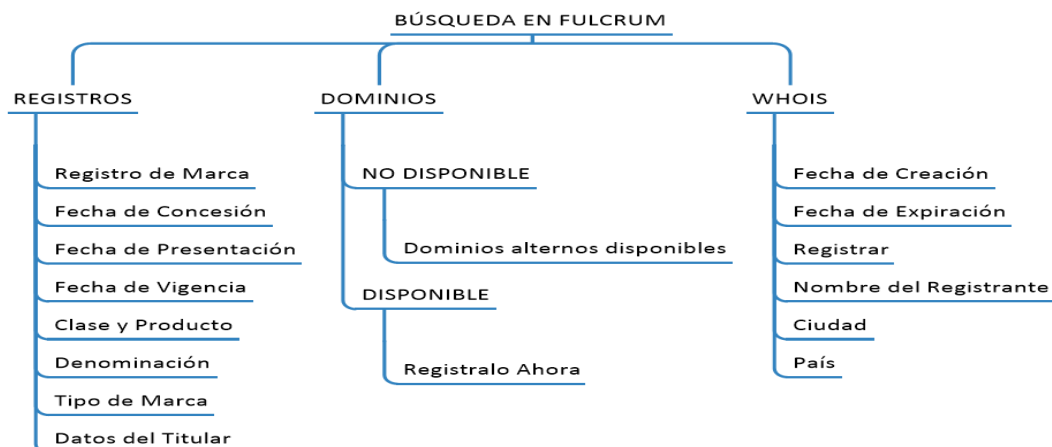 BÚSQUEDA EN FULCRUM
REGISTROS
Registro de Marca
Fecha de Concesión
Fecha de Presentación
Fecha de Vigencia
Clase y Producto
Denominación
Tipo de Marca
Datos del Titular
DOMINIOS
NO DISPONIBLE
Dominios alternos disponibles
DISPONIBLE
Registralo Ahora
WHOIS
Fecha de Creación
Fecha de Expiración
Registrar
Nombre del Registrante
Ciudad
País